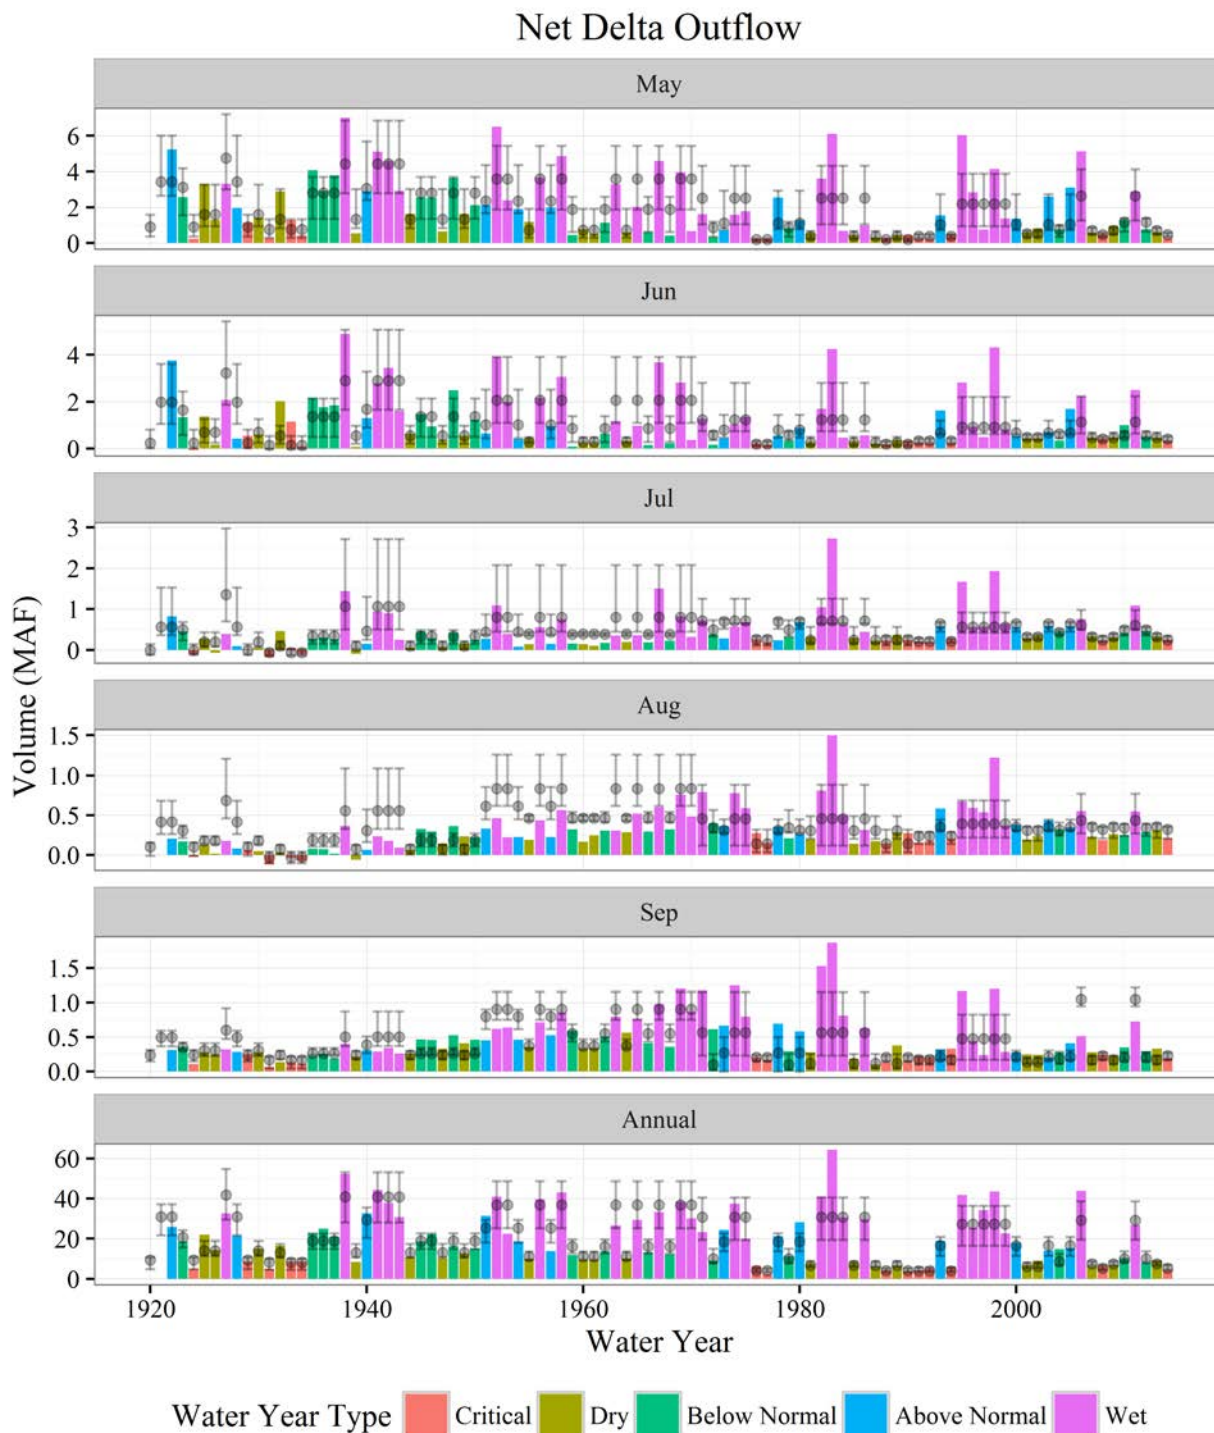 Net Delta Outflow
May
6
4
2
0
Jun
4
2
0
Jul
3
2
1
0
Aug
1.5
1.0
0.5
0.0
Sep
1.5
1.0
0.5
0.0
Annual
60
40
20
0
Volume (MAF)
1920 1940 1960 1980 2000
Water Year
Water Year Type Critical Dry Below Normal Above Normal Wet